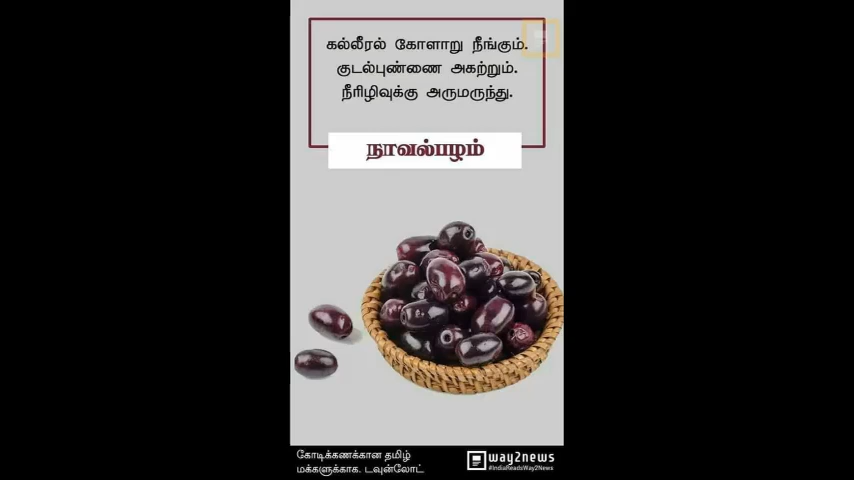 கல்லீரல் கோளாறு நீங்கும்.
குடல்புண்ணை அகற்றும்.
நீரிழிவுக்கு அருமருந்து.
நாவல்பழம்
கோடிக்கணக்கான தமிழ்
மக்களுக்காக. டவுன்லோட்
way2news
#IndiaReadsWay2News